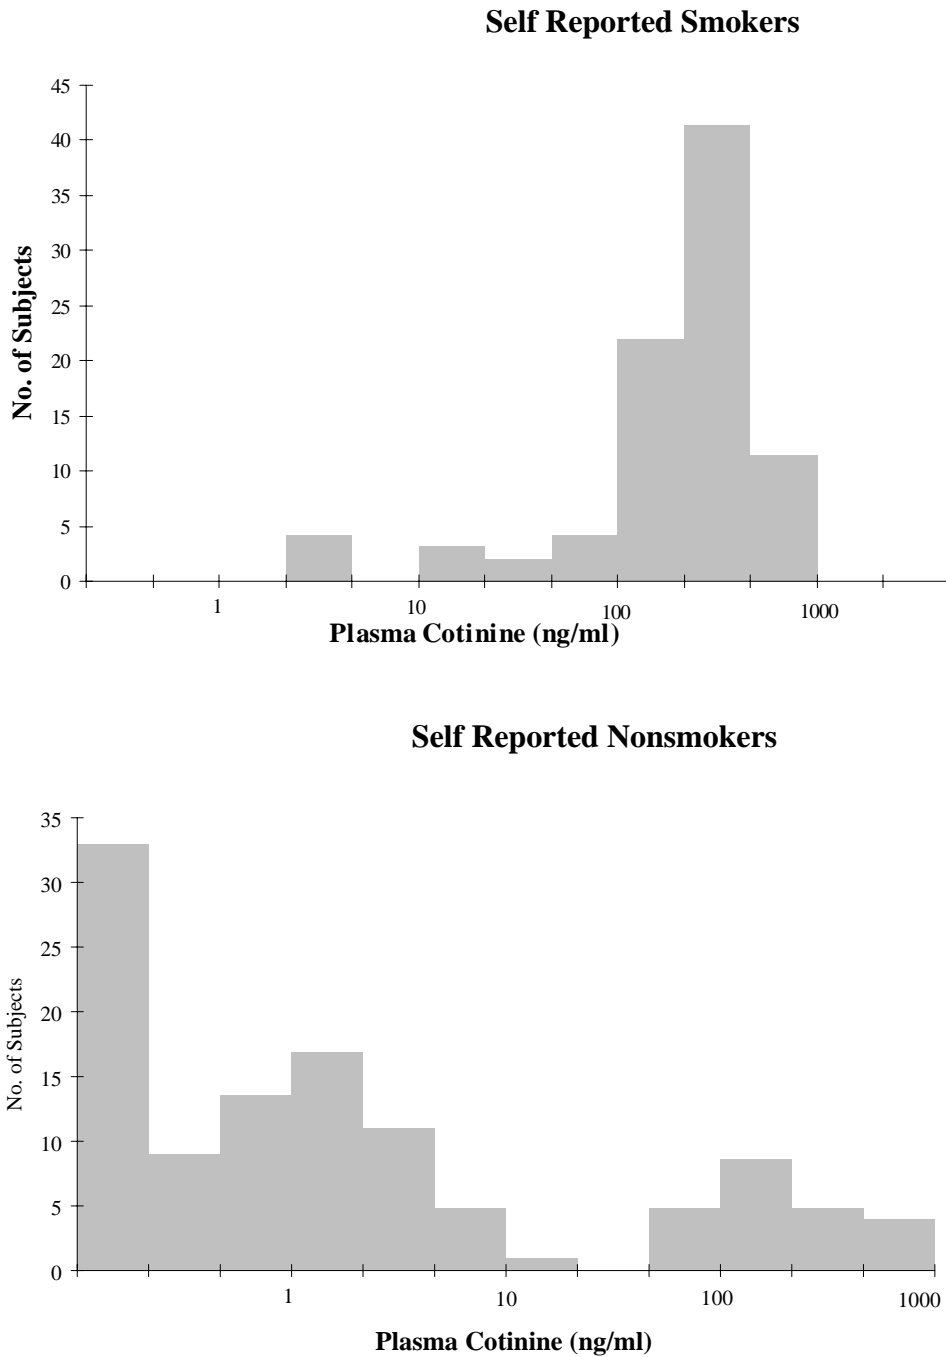 Self Reported Smokers
45
40
35
30
25
20
15
10
5
0
No. of Subjects
1 10 100 1000
Plasma Cotinine (ng/ml)
Self Reported Nonsmokers
35
30
25
20
15
10
5
0
No. of Subjects
1 10 100 1000
Plasma Cotinine (ng/ml)